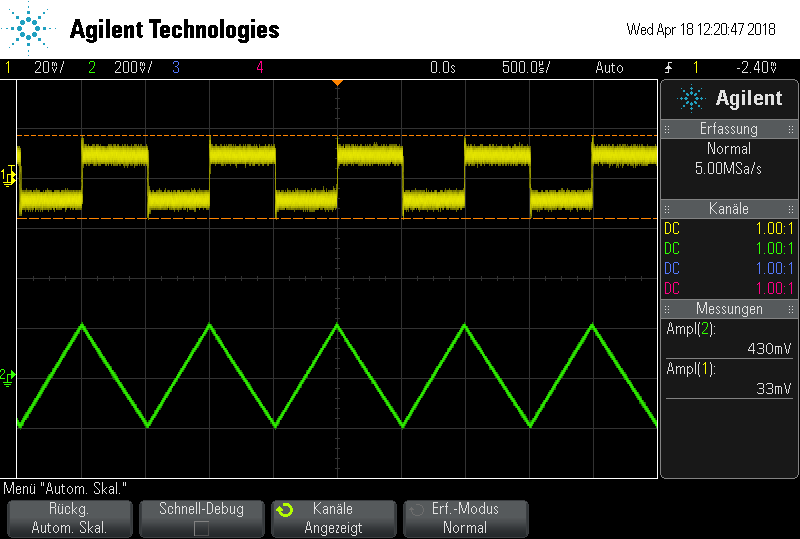 Agilent Technologies
Wed Apr 18 12:20:47 2018
1 20mV/ 2 200mV/ 3 4 0.0s 500.0us/ Auto 1 -2.40mV
Agilent
Erfassung
Normal
5.00MSa/s
Kanäle
DC 1.00:1
DC 1.00:1
DC 1.00:1
DC 1.00:1
Messungen
Ampl(2):
430mV
Ampl(1):
33mV
T
1
2
Menü "Autom. Skal."
Rückg.
Autom. Skal.
Schnell-Debug
Kanäle
Angezeigt
Erf.-Modus
Normal